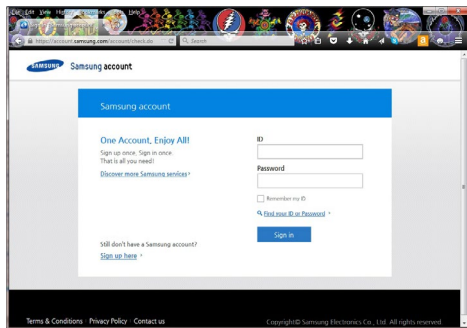 File Edit View History Bookmarks Tools Help
https://account.samsung.com/account/check.do
Search
SAMSUNG Samsung account
Samsung account
One Account, Enjoy All!
Sign up once, Sign in once.
That is all you need!
Discover more Samsung services
ID
Password
Remember my ID
Find your ID or Password
Sign in
Still don't have a Samsung account?
Sign up here
Terms & Conditions Privacy Policy Contact us
Copyright© Samsung Electronics Co., Ltd. All rights reserved.